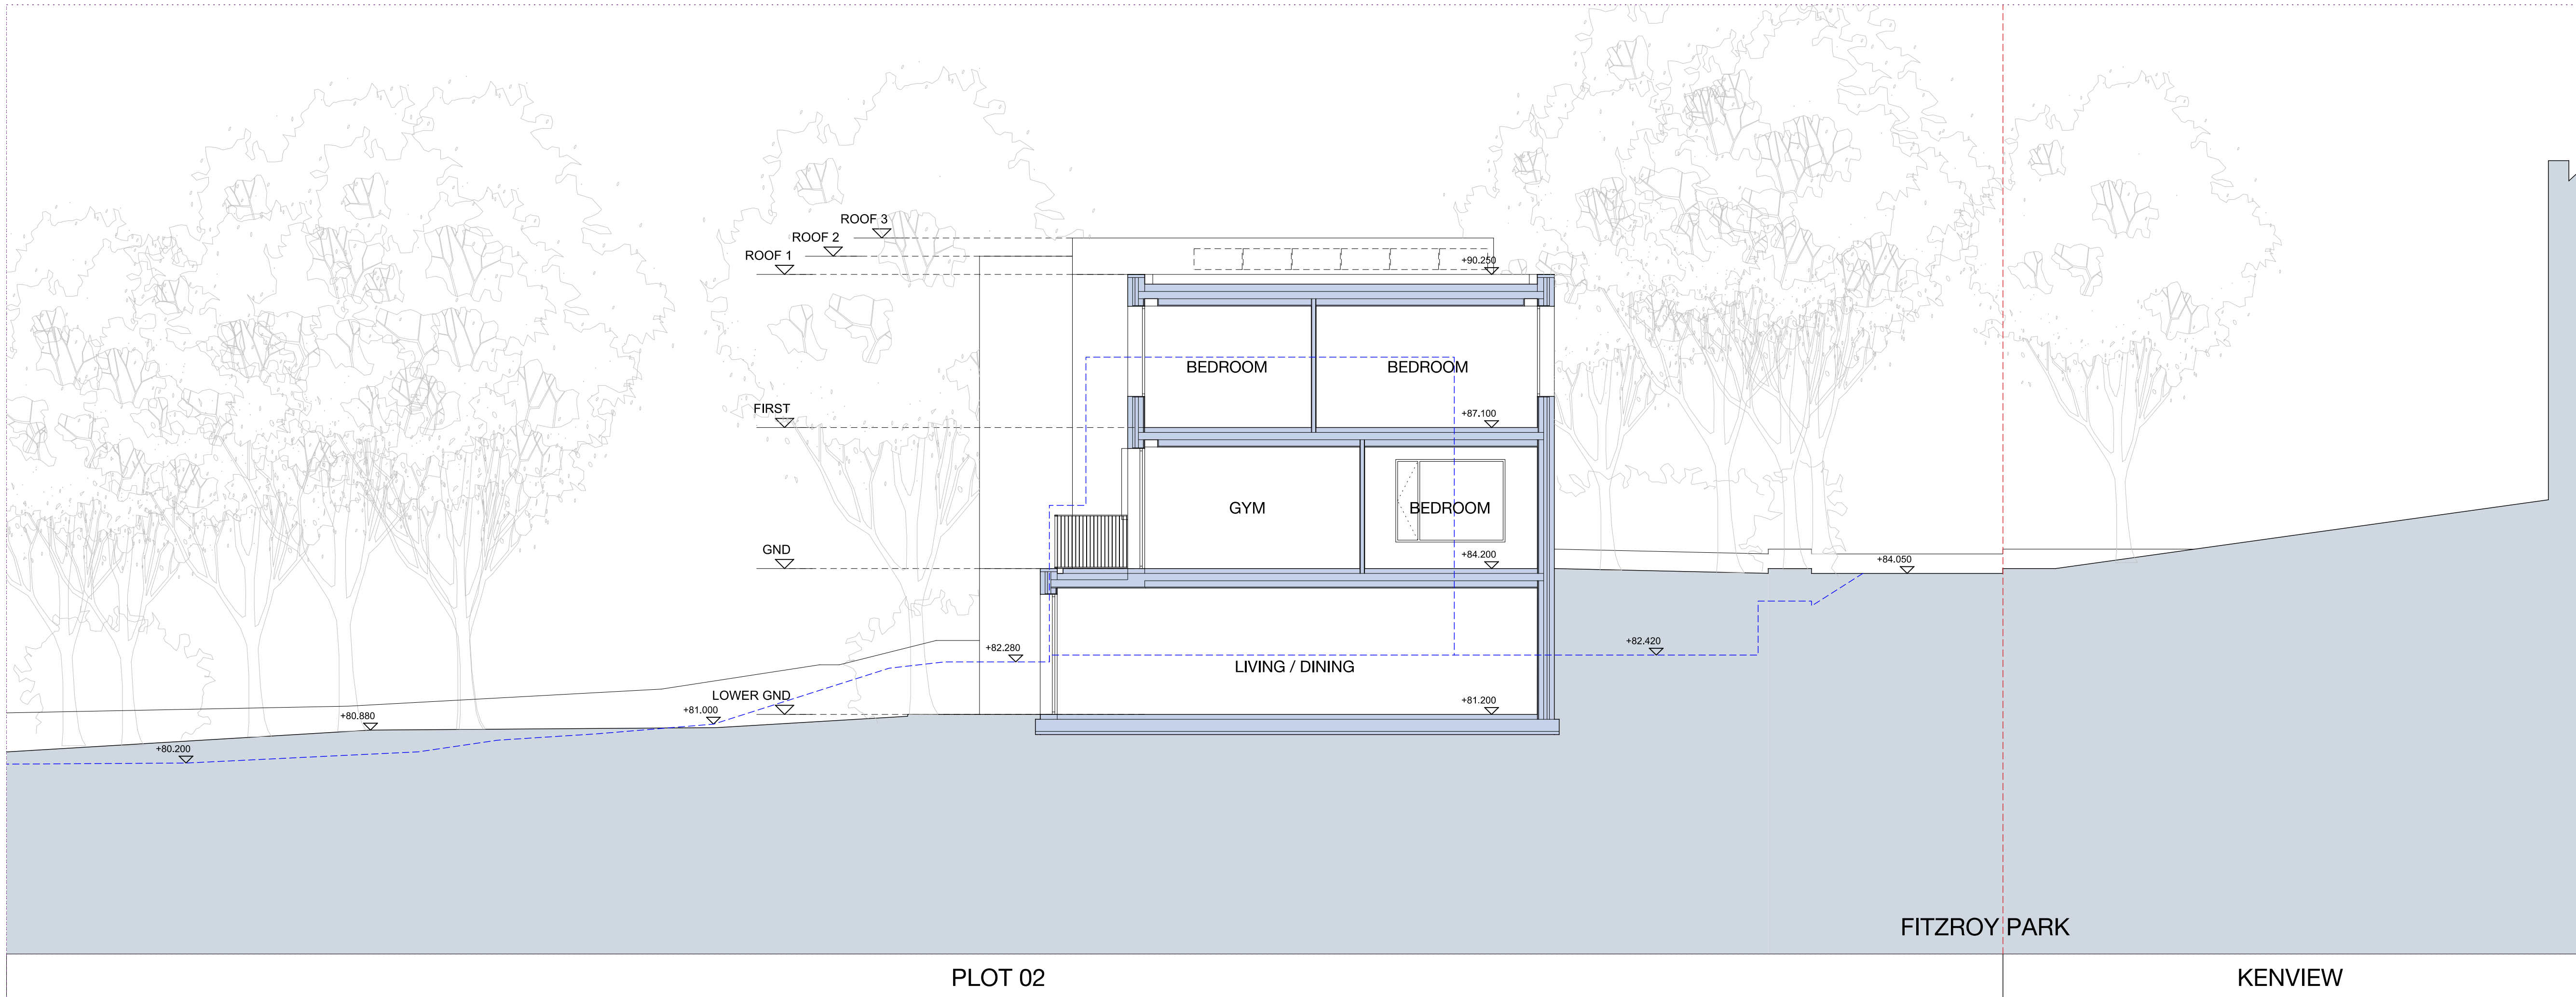 ROOF 3
ROOF 2
ROOF 1
+90.250
BEDROOM
BEDROOM
FIRST
+87.100
GYM
BEDROOM
GND
+84.200
+84.050
+82.280
+82.420
LIVING / DINING
LOWER GND
+81.200
+81.000
+80.880
+80.200
FITZROY PARK
PLOT 02
KENVIEW